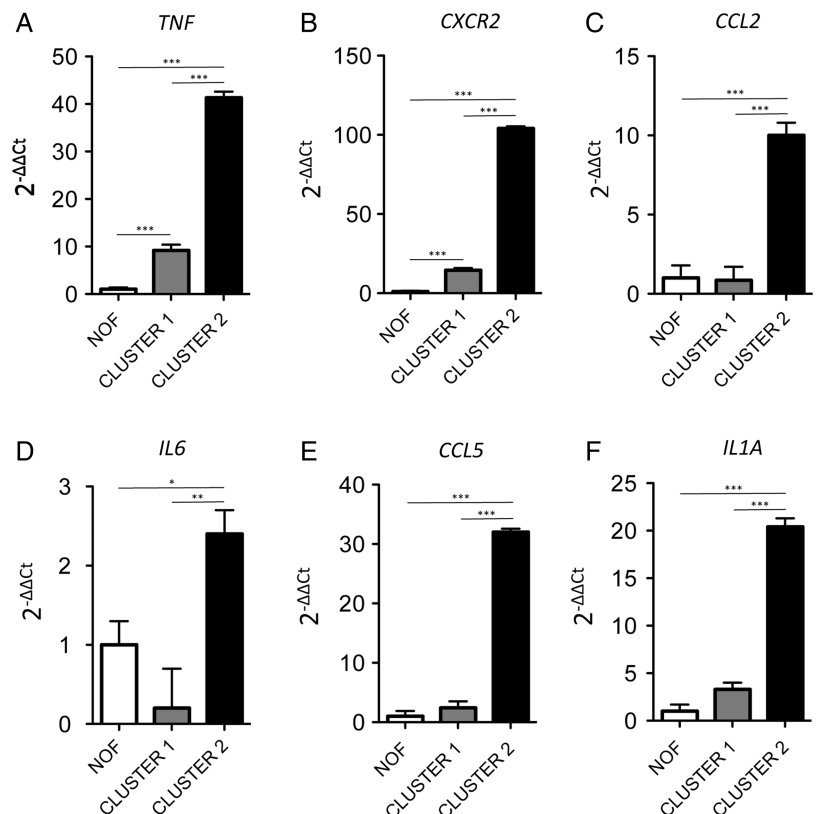 A
TNF
2-ΔΔCt
50
40
30
20
10
0
***
***
***
NOF
CLUSTER 1
CLUSTER 2
B
CXCR2
2-ΔΔCt
150
100
50
0
***
***
***
NOF
CLUSTER 1
CLUSTER 2
C
CCL2
2-ΔΔCt
15
10
5
0
***
***
NOF
CLUSTER 1
CLUSTER 2
D
IL6
2-ΔΔCt
3
2
1
0
*
**
NOF
CLUSTER 1
CLUSTER 2
E
CCL5
2-ΔΔCt
40
30
20
10
0
***
***
NOF
CLUSTER 1
CLUSTER 2
F
IL1A
2-ΔΔCt
25
20
15
10
5
0
***
***
NOF
CLUSTER 1
CLUSTER 2